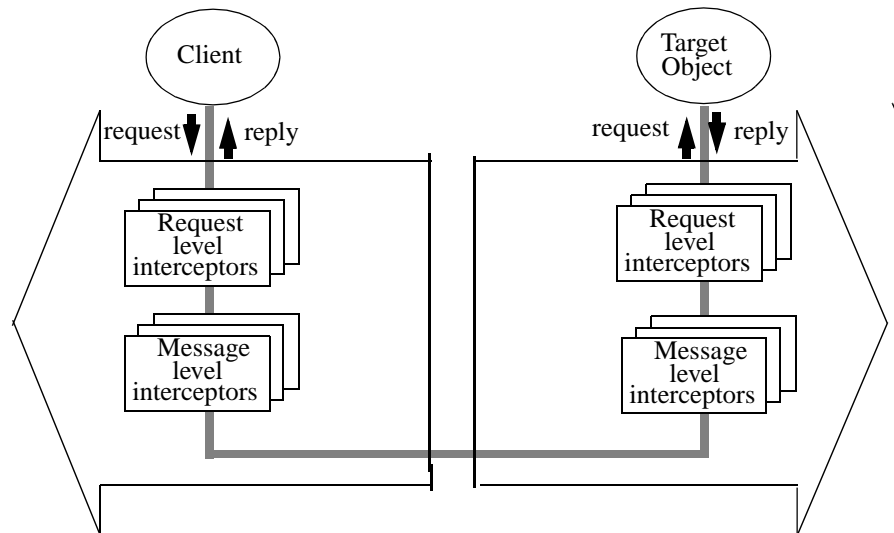 Client
Target
Object
request
reply
request
reply
Request
level
interceptors
Request
level
interceptors
Message
level
interceptors
Message
level
interceptors